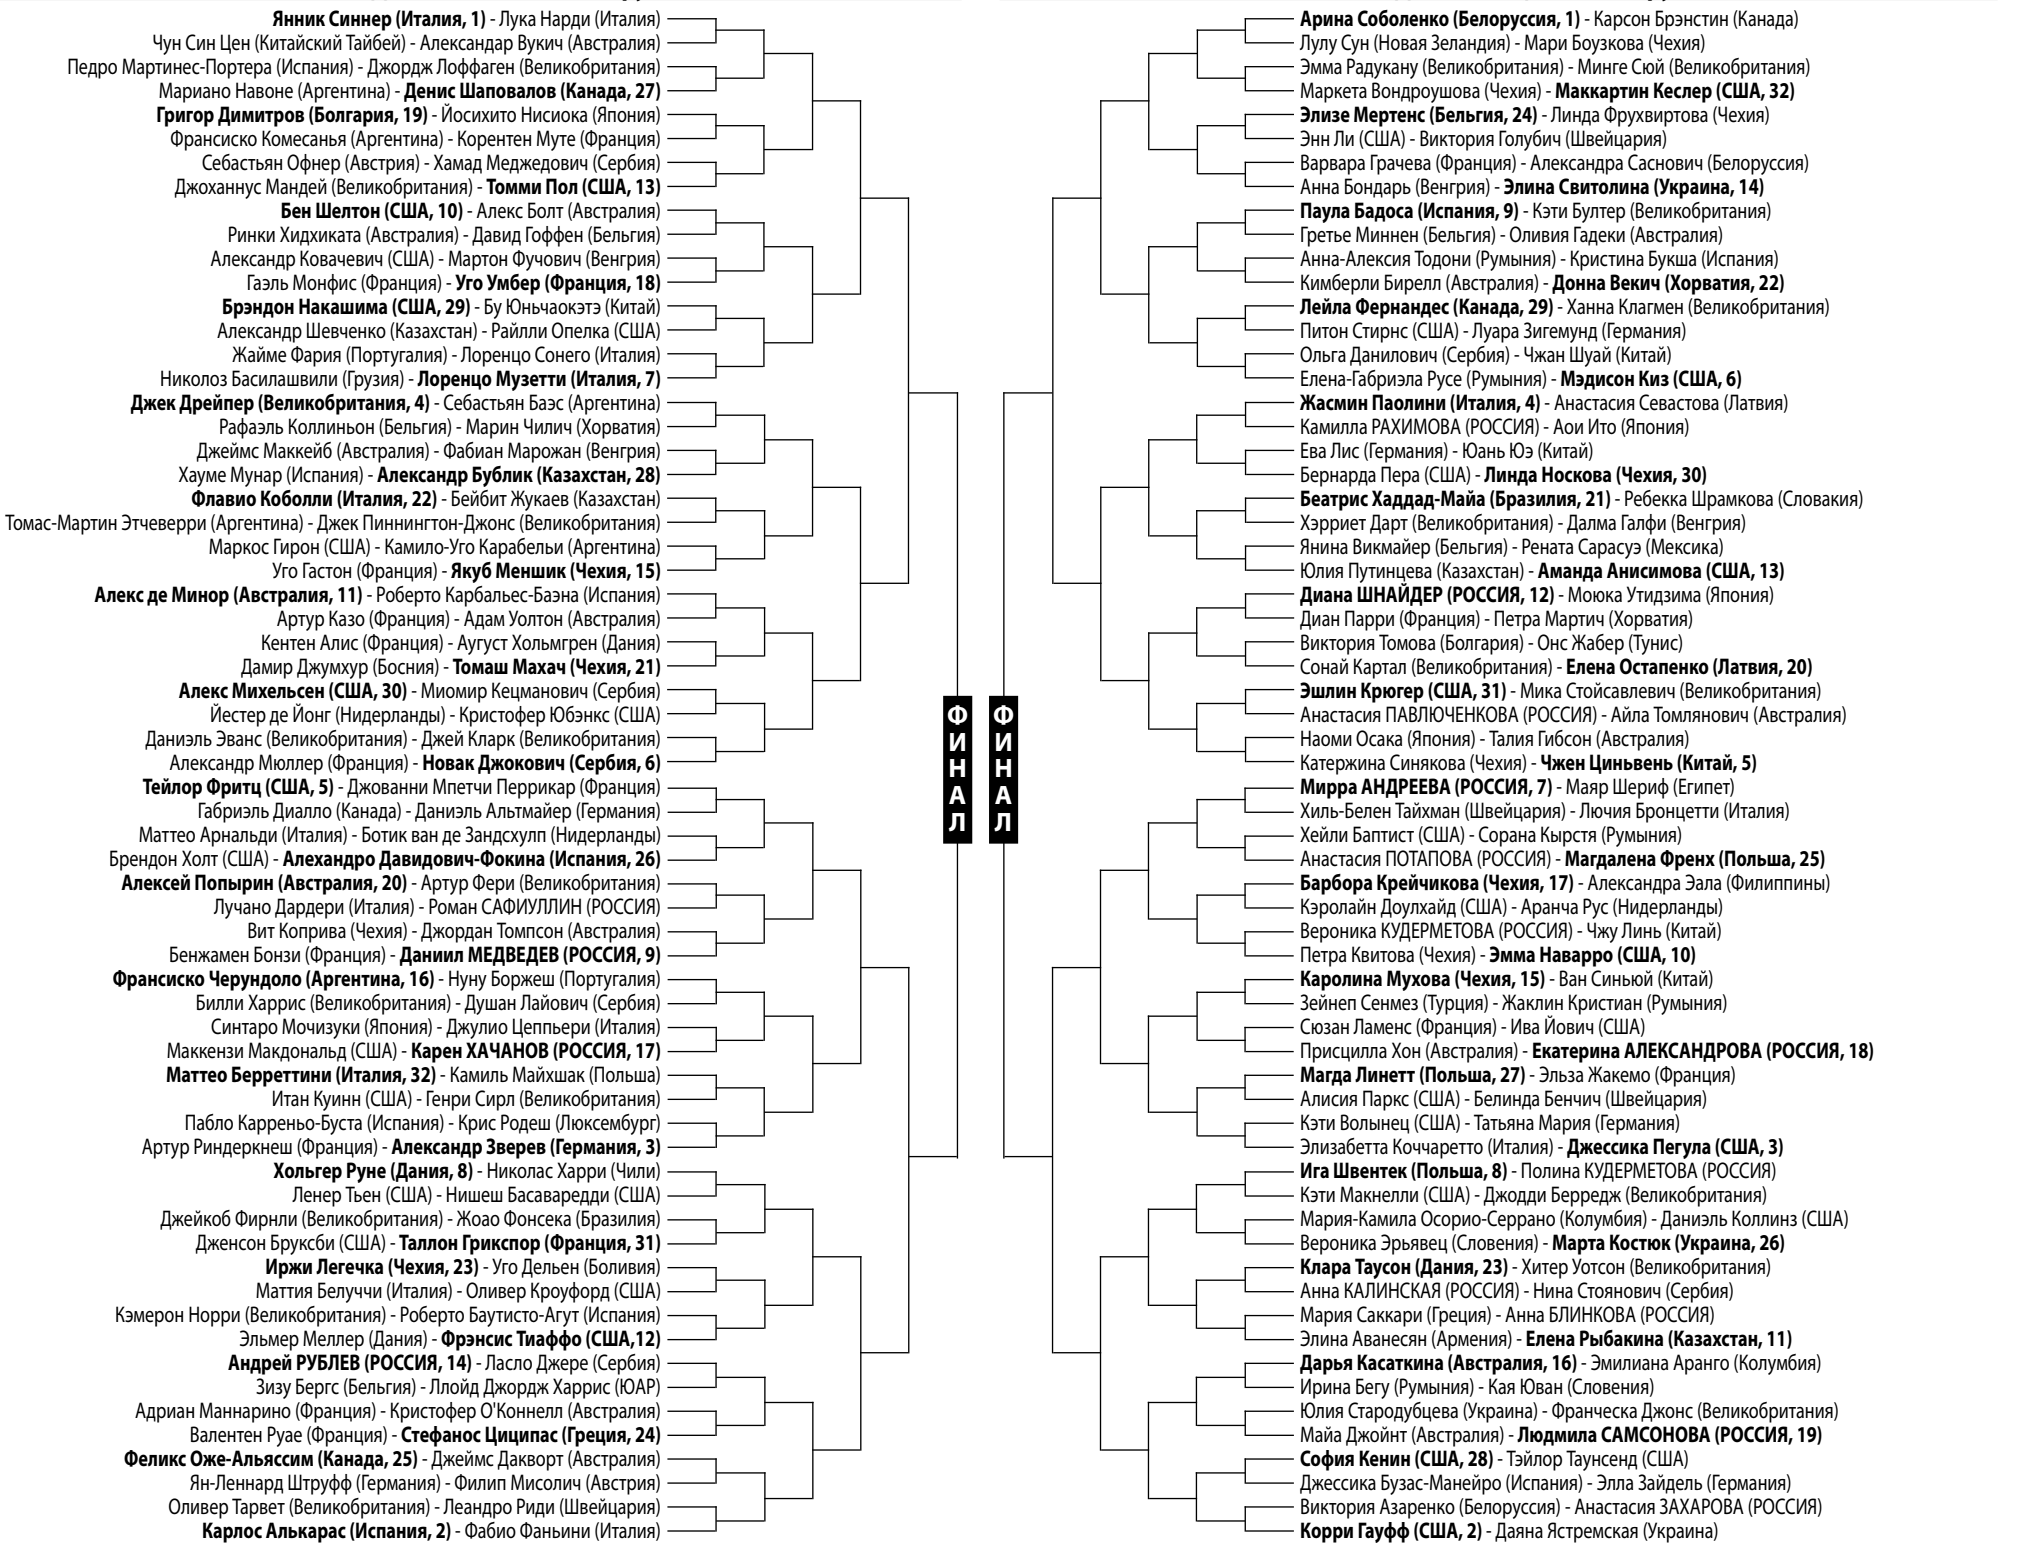 Янник Синнер (Италия, 1) - Лука Нарди (Италия)
Чун Син Цен (Китайский Тайбей) - Александар Вукич (Австралия)
Педро Мартинес-Портера (Испания) - Джордж Лоффаген (Великобритания)
Мариано Навоне (Аргентина) - Денис Шаповалов (Канада, 27)
Григор Димитров (Болгария, 19) - Йосихито Нисиока (Япония)
Франсиско Комесанья (Аргентина) - Корентен Муте (Франция)
Себастьян Офнер (Австрия) - Хамад Меджедович (Сербия)
Джоханнус Мандей (Великобритания) - Томми Пол (США, 13)
Бен Шелтон (США, 10) - Алекс Болт (Австралия)
Ринки Хидхиката (Австралия) - Давид Гоффен (Бельгия)
Александр Ковачевич (США) - Мартон Фучович (Венгрия)
Гаэль Монфис (Франция) - Уго Умбер (Франция, 18)
Брэндон Накашима (США, 29) - Бу Юньчаокэтэ (Китай)
Александр Шевченко (Казахстан) - Райлли Опелка (США)
Жайме Фария (Португалия) - Лоренцо Сонего (Италия)
Николоз Басилашвили (Грузия) - Лоренцо Музетти (Италия, 7)
Джек Дрейпер (Великобритания, 4) - Себастьян Баэс (Аргентина)
Рафаэль Коллиньон (Бельгия) - Марин Чилич (Хорватия)
Джеймс Маккейб (Австралия) - Фабиан Марожан (Венгрия)
Хауме Мунар (Испания) - Александр Бублик (Казахстан, 28)
Флавио Коболли (Италия, 22) - Бейбит Жукаев (Казахстан)
Томас-Мартин Этчеверри (Аргентина) - Джек Пиннингтон-Джонс (Великобритания)
Маркос Гирон (США) - Камило-Уго Карабельи (Аргентина)
Уго Гастон (Франция) - Якуб Меншик (Чехия, 15)
Алекс де Минор (Австралия, 11) - Роберто Карбальес-Баэна (Испания)
Артур Казо (Франция) - Адам Уолтон (Австралия)
Кентен Алис (Франция) - Аугуст Хольмгрен (Дания)
Дамир Джумхур (Босния) - Томаш Махач (Чехия, 21)
Алекс Михельсен (США, 30) - Миомир Кецманович (Сербия)
Йестер де Йонг (Нидерланды) - Кристофер Юбэнкс (США)
Даниэль Эванс (Великобритания) - Джей Кларк (Великобритания)
Александр Мюллер (Франция) - Новак Джокович (Сербия, 6)
Тейлор Фритц (США, 5) - Джованни Мпетчи Перрикар (Франция)
Габриэль Диалло (Канада) - Даниэль Альтмайер (Германия)
Маттео Арнальди (Италия) - Ботик ван де Зандсхулп (Нидерланды)
Брендон Холт (США) - Алехандро Давидович-Фокина (Испания, 26)
Алексей Попырин (Австралия, 20) - Артур Фери (Великобритания)
Лучано Дардери (Италия) - Роман САФИУЛЛИН (РОССИЯ)
Вит Коприва (Чехия) - Джордан Томпсон (Австралия)
Бенжамен Бонзи (Франция) - Даниил МЕДВЕДЕВ (РОССИЯ, 9)
Франсиско Черундоло (Аргентина, 16) - Нуну Боржеш (Португалия)
Билли Харрис (Великобритания) - Душан Лайович (Сербия)
Синтаро Мочизуки (Япония) - Джулио Цеппьери (Италия)
Маккензи Макдональд (США) - Карен ХАЧАНОВ (РОССИЯ, 17)
Маттео Берреттини (Италия, 32) - Камиль Майхшак (Польша)
Итан Куинн (США) - Генри Сирл (Великобритания)
Пабло Карреньо-Буста (Испания) - Крис Родеш (Люксембург)
Артур Риндеркнеш (Франция) - Александр Зверев (Германия, 3)
Хольгер Руне (Дания, 8) - Николас Харри (Чили)
Ленер Тьен (США) - Нишеш Басаваредди (США)
Джейкоб Фирнли (Великобритания) - Жоао Фонсека (Бразилия)
Дженсон Бруксби (США) - Таллон Грикспор (Франция, 31)
Иржи Легечка (Чехия, 23) - Уго Дельен (Боливия)
Маттия Белуччи (Италия) - Оливер Кроуфорд (США)
Кэмерон Норри (Великобритания) - Роберто Баутисто-Агут (Испания)
Эльмер Меллер (Дания) - Фрэнсис Тиаффо (США,12)
Андрей РУБЛЕВ (РОССИЯ, 14) - Ласло Джере (Сербия)
Зизу Бергс (Бельгия) - Ллойд Джордж Харрис (ЮАР)
Адриан Маннарино (Франция) - Кристофер О'Коннелл (Австралия)
Валентен Руае (Франция) - Стефанос Циципас (Греция, 24)
Феликс Оже-Альяссим (Канада, 25) - Джеймс Дакворт (Австралия)
Ян-Леннард Штруфф (Германия) - Филип Мисолич (Австрия)
Оливер Тарвет (Великобритания) - Леандро Риди (Швейцария)
Карлос Алькарас (Испания, 2) - Фабио Фаньини (Италия)
ФИНАЛ
ФИНАЛ
Арина Соболенко (Белоруссия, 1) - Карсон Брэнстин (Канада)
Лулу Сун (Новая Зеландия) - Мари Боузкова (Чехия)
Эмма Радукану (Великобритания) - Минге Сюй (Великобритания)
Маркета Вондроушова (Чехия) - Маккартин Кеслер (США, 32)
Элизе Мертенс (Бельгия, 24) - Линда Фрухвиртова (Чехия)
Энн Ли (США) - Виктория Голубич (Швейцария)
Варвара Грачева (Франция) - Александра Саснович (Белоруссия)
Анна Бондарь (Венгрия) - Элина Свитолина (Украина, 14)
Паула Бадоса (Испания, 9) - Кэти Бултер (Великобритания)
Гретье Миннен (Бельгия) - Оливия Гадеки (Австралия)
Анна-Алексия Тодони (Румыния) - Кристина Букша (Испания)
Кимберли Бирелл (Австралия) - Донна Векич (Хорватия, 22)
Лейла Фернандес (Канада, 29) - Ханна Клагмен (Великобритания)
Питон Стирнс (США) - Луара Зигемунд (Германия)
Ольга Данилович (Сербия) - Чжан Шуай (Китай)
Елена-Габриэла Русе (Румыния) - Мэдисон Киз (США, 6)
Жасмин Паолини (Италия, 4) - Анастасия Севастова (Латвия)
Камилла РАХИМОВА (РОССИЯ) - Аои Ито (Япония)
Ева Лис (Германия) - Юань Юэ (Китай)
Бернарда Пера (США) - Линда Носкова (Чехия, 30)
Беатрис Хаддад-Майа (Бразилия, 21) - Ребекка Шрамкова (Словакия)
Хэрриет Дарт (Великобритания) - Далма Галфи (Венгрия)
Янина Викмайер (Бельгия) - Рената Сарасуэ (Мексика)
Юлия Путинцева (Казахстан) - Аманда Анисимова (США, 13)
Диана ШНАЙДЕР (РОССИЯ, 12) - Моюка Утидзима (Япония)
Диан Парри (Франция) - Петра Мартич (Хорватия)
Виктория Томова (Болгария) - Онс Жабер (Тунис)
Сонай Картал (Великобритания) - Елена Остапенко (Латвия, 20)
Эшлин Крюгер (США, 31) - Мика Стойсавлевич (Великобритания)
Анастасия ПАВЛЮЧЕНКОВА (РОССИЯ) - Айла Томлянович (Австралия)
Наоми Осака (Япония) - Талия Гибсон (Австралия)
Катержина Синякова (Чехия) - Чжен Циньвень (Китай, 5)
Мирра АНДРЕЕВА (РОССИЯ, 7) - Маяр Шериф (Египет)
Хиль-Белен Тайхман (Швейцария) - Лючия Бронцетти (Италия)
Хейли Баптист (США) - Сорана Кырстя (Румыния)
Анастасия ПОТАПОВА (РОССИЯ) - Магдалена Френх (Польша, 25)
Барбора Крейчикова (Чехия, 17) - Александра Эала (Филиппины)
Кэролайн Доулхайд (США) - Аранча Рус (Нидерланды)
Вероника КУДЕРМЕТОВА (РОССИЯ) - Чжу Линь (Китай)
Петра Квитова (Чехия) - Эмма Наварро (США, 10)
Каролина Мухова (Чехия, 15) - Ван Синьюй (Китай)
Зейнеп Сенмез (Турция) - Жаклин Кристиан (Румыния)
Сюзан Ламенс (Франция) - Ива Йович (США)
Присцилла Хон (Австралия) - Екатерина АЛЕКСАНДРОВА (РОССИЯ, 18)
Магда Линетт (Польша, 27) - Эльза Жакемо (Франция)
Алисия Паркс (США) - Белинда Бенчич (Швейцария)
Кэти Волынец (США) - Татьяна Мария (Германия)
Элизабетта Коччаретто (Италия) - Джессика Пегула (США, 3)
Ига Швентек (Польша, 8) - Полина КУДЕРМЕТОВА (РОССИЯ)
Кэти Макнелли (США) - Джодди Берредж (Великобритания)
Мария-Камила Осорио-Серрано (Колумбия) - Даниэль Коллинз (США)
Вероника Эрьявец (Словения) - Марта Костюк (Украина, 26)
Клара Таусон (Дания, 23) - Хитер Уотсон (Великобритания)
Анна КАЛИНСКАЯ (РОССИЯ) - Нина Стоянович (Сербия)
Мария Саккари (Греция) - Анна БЛИНКОВА (РОССИЯ)
Элина Аванесян (Армения) - Елена Рыбакина (Казахстан, 11)
Дарья Касаткина (Австралия, 16) - Эмилиана Аранго (Колумбия)
Ирина Бегу (Румыния) - Кая Юван (Словения)
Юлия Стародубцева (Украина) - Франческа Джонс (Великобритания)
Майа Джойнт (Австралия) - Людмила САМСОНОВА (РОССИЯ, 19)
София Кенин (США, 28) - Тэйлор Таунсенд (США)
Джессика Бузас-Манейро (Испания) - Элла Зайдель (Германия)
Виктория Азаренко (Белоруссия) - Анастасия ЗАХАРОВА (РОССИЯ)
Корри Гауфф (США, 2) - Даяна Ястремская (Украина)